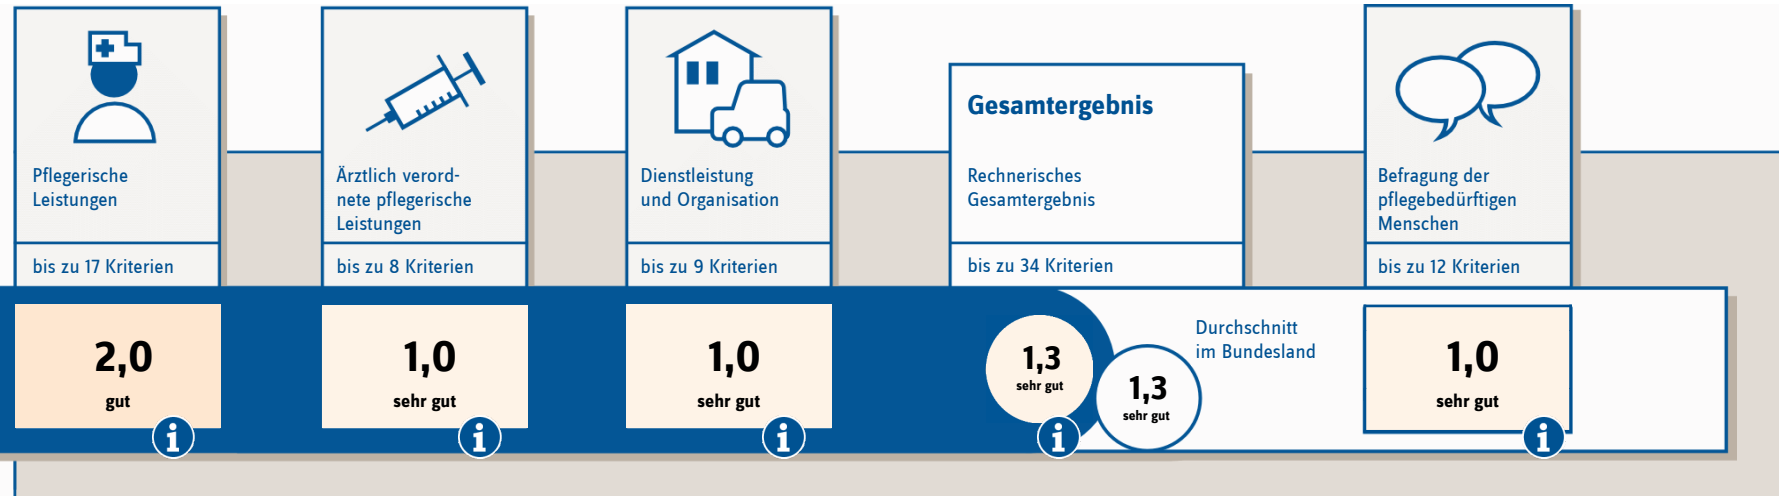 Pflegerische
Leistungen
bis zu 17 Kriterien
2,0
gut
Ärztlich verord-
nete pflegerische
Leistungen
bis zu 8 Kriterien
1,0
sehr gut
Dienstleistung
und Organisation
bis zu 9 Kriterien
1,0
sehr gut
Gesamtergebnis
Rechnerisches
Gesamtergebnis
bis zu 34 Kriterien
1,3
sehr gut
1,3
sehr gut
Durchschnitt
im Bundesland
Befragung der
pflegebedürftigen
Menschen
bis zu 12 Kriterien
1,0
sehr gut